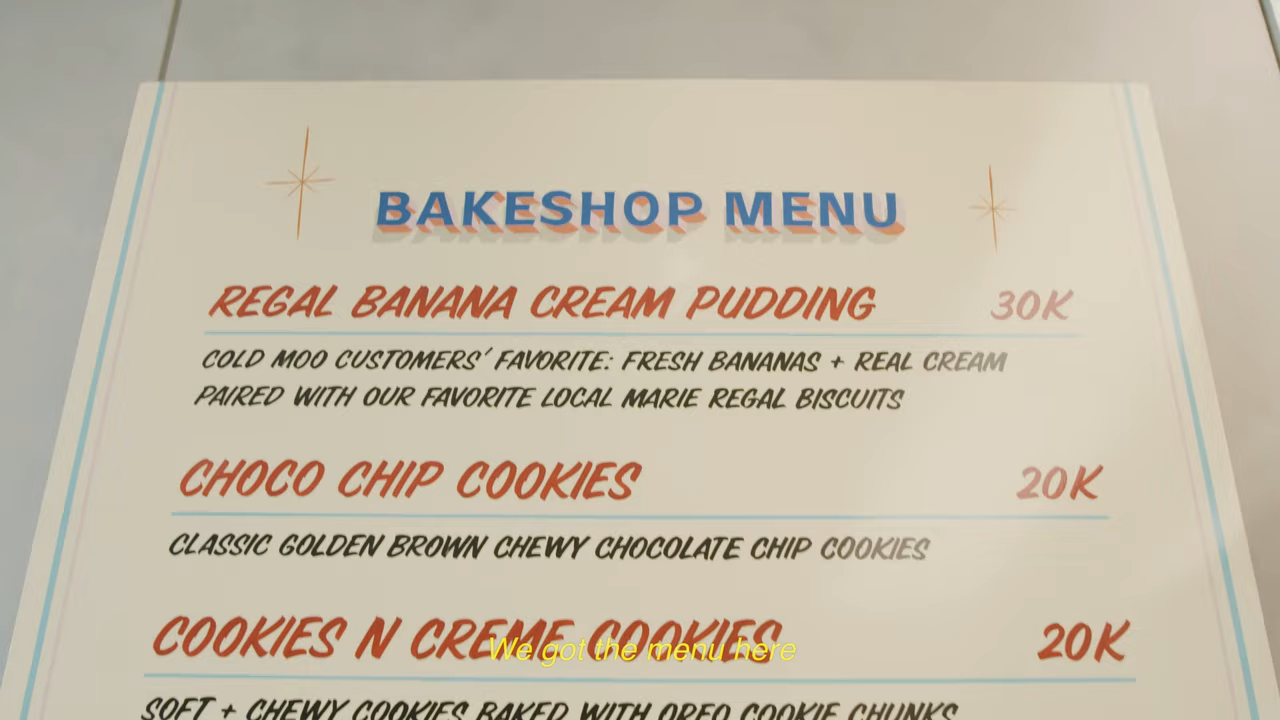 BAKESHOP MENU
REGAL BANANA CREAM PUDDING 30K
COLD MOO CUSTOMERS' FAVORITE: FRESH BANANAS + REAL CREAM
PAIRED WITH OUR FAVORITE LOCAL MARIE REGAL BISCUITS
CHOCO CHIP COOKIES 20K
CLASSIC GOLDEN BROWN CHEWY CHOCOLATE CHIP COOKIES
COOKIES N CREME COOKIES 20K
We got the menu here
SOFT + CHEWY COOKIES BAKED WITH OREO COOKIE CHUNKS